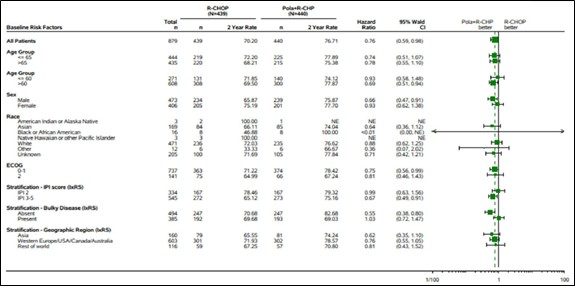 R-CHOP (N=439) Pola+R-CHP (N=440)
Baseline Risk Factors Total n n 2 Year Rate n 2 Year Rate Hazard Ratio 95% Wald CI Pola+R-CHP better R-CHOP better
All Patients 879 439 70.20 440 76.71 0.76 (0.59, 0.98)
Age Group
<= 65 444 219 72.20 225 77.89 0.74 (0.51, 1.07)
>65 435 220 68.21 215 75.38 0.78 (0.55, 1.10)
Age Group
<= 60 271 131 71.85 140 74.12 0.93 (0.58, 1.48)
>60 608 308 69.50 300 77.87 0.69 (0.51, 0.94)
Sex
Male 473 234 65.87 239 75.87 0.66 (0.47, 0.91)
Female 406 205 75.19 201 77.70 0.93 (0.62, 1.38)
Race
American Indian or Alaska Native 3 2 100.00 1 NE NE
Asian 169 84 66.11 85 74.04 0.64 (0.36, 1.12)
Black or African American 16 8 46.88 8 100.00 <0.01 (0.00, NE)
Native Hawaiian or other Pacific Islander 3 3 100.00 NE NE
White 471 236 72.03 235 76.62 0.88 (0.62, 1.25)
Other 12 6 33.33 6 66.67 0.36 (0.07, 2.02)
Unknown 205 100 71.69 105 77.84 0.71 (0.42, 1.21)
ECOG
0-1 737 363 71.22 374 78.42 0.75 (0.56, 0.99)
2 141 75 64.99 66 67.24 0.81 (0.46, 1.43)
Stratification - IPI score (IxRS)
IPI 2 334 167 78.46 167 79.32 0.99 (0.63, 1.56)
IPI 3-5 545 272 65.12 273 75.16 0.67 (0.49, 0.91)
Stratification - Bulky Disease (IxRS)
Absent 494 247 70.68 247 82.68 0.55 (0.38, 0.80)
Present 385 192 69.68 193 69.03 1.03 (0.72, 1.47)
Stratification - Geographic Region (IxRS)
Asia 160 79 65.55 81 74.24 0.62 (0.35, 1.10)
Western Europe/USA/Canada/Australia 603 301 71.93 302 78.57 0.76 (0.55, 1.05)
Rest of world 116 59 67.25 57 70.80 0.81 (0.43, 1.52)
1/100 1 100